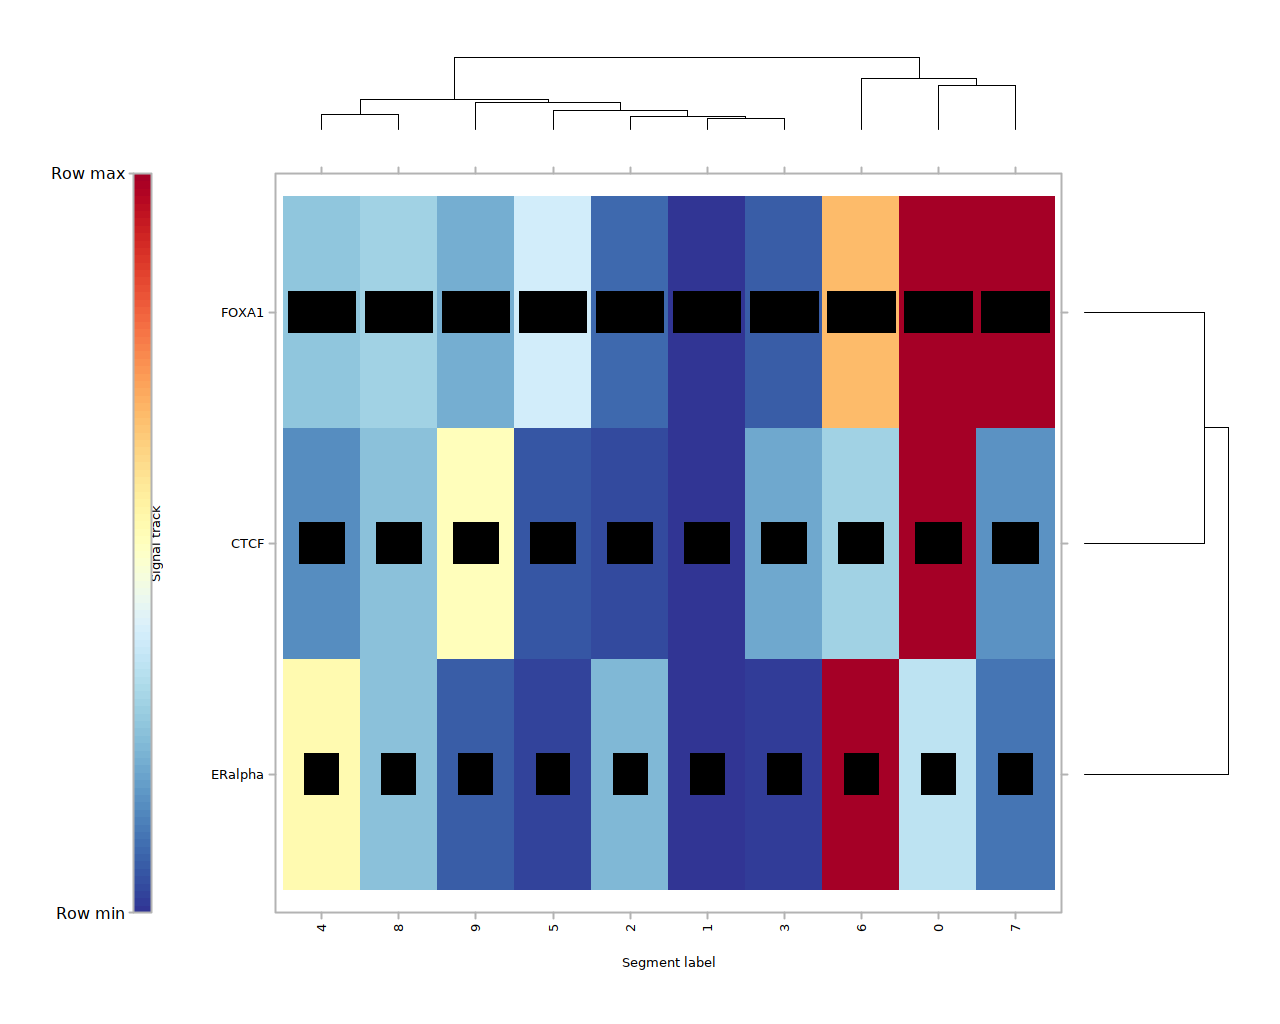 Row max
Signal track
Row min
FOXA1
CTCF
ERalpha
4 8 9 5 2 1 3 6 0 7
Segment label